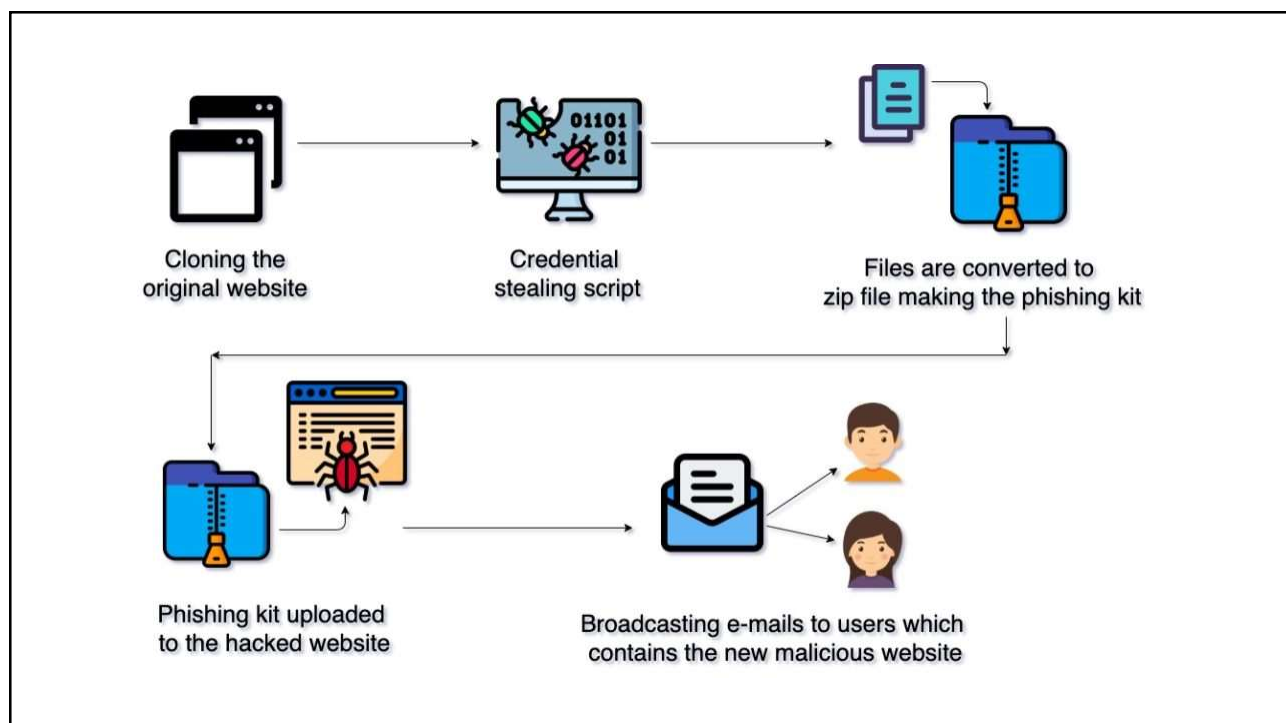 01101
01
01
Cloning the
original website
Credential
stealing script
Files are converted to
zip file making the phishing kit
Phishing kit uploaded
to the hacked website
Broadcasting e-mails to users which
contains the new malicious website